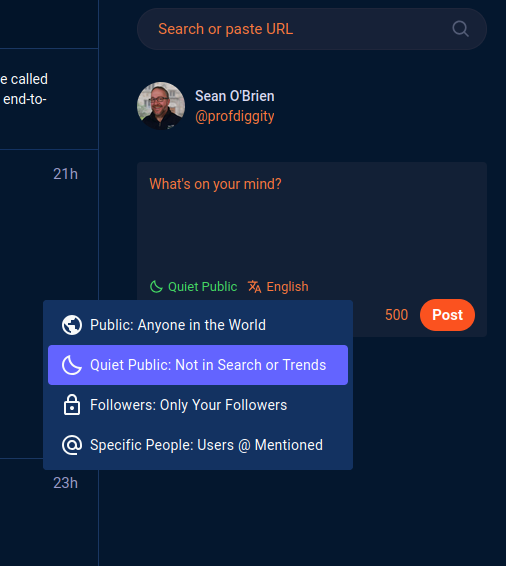 Search or paste URL
e called
end-to-
Sean O'Brien
@profdiggity
21h
What's on your mind?
Quiet Public English
500 Post
Public: Anyone in the World
Quiet Public: Not in Search or Trends
Followers: Only Your Followers
Specific People: Users @ Mentioned
23h